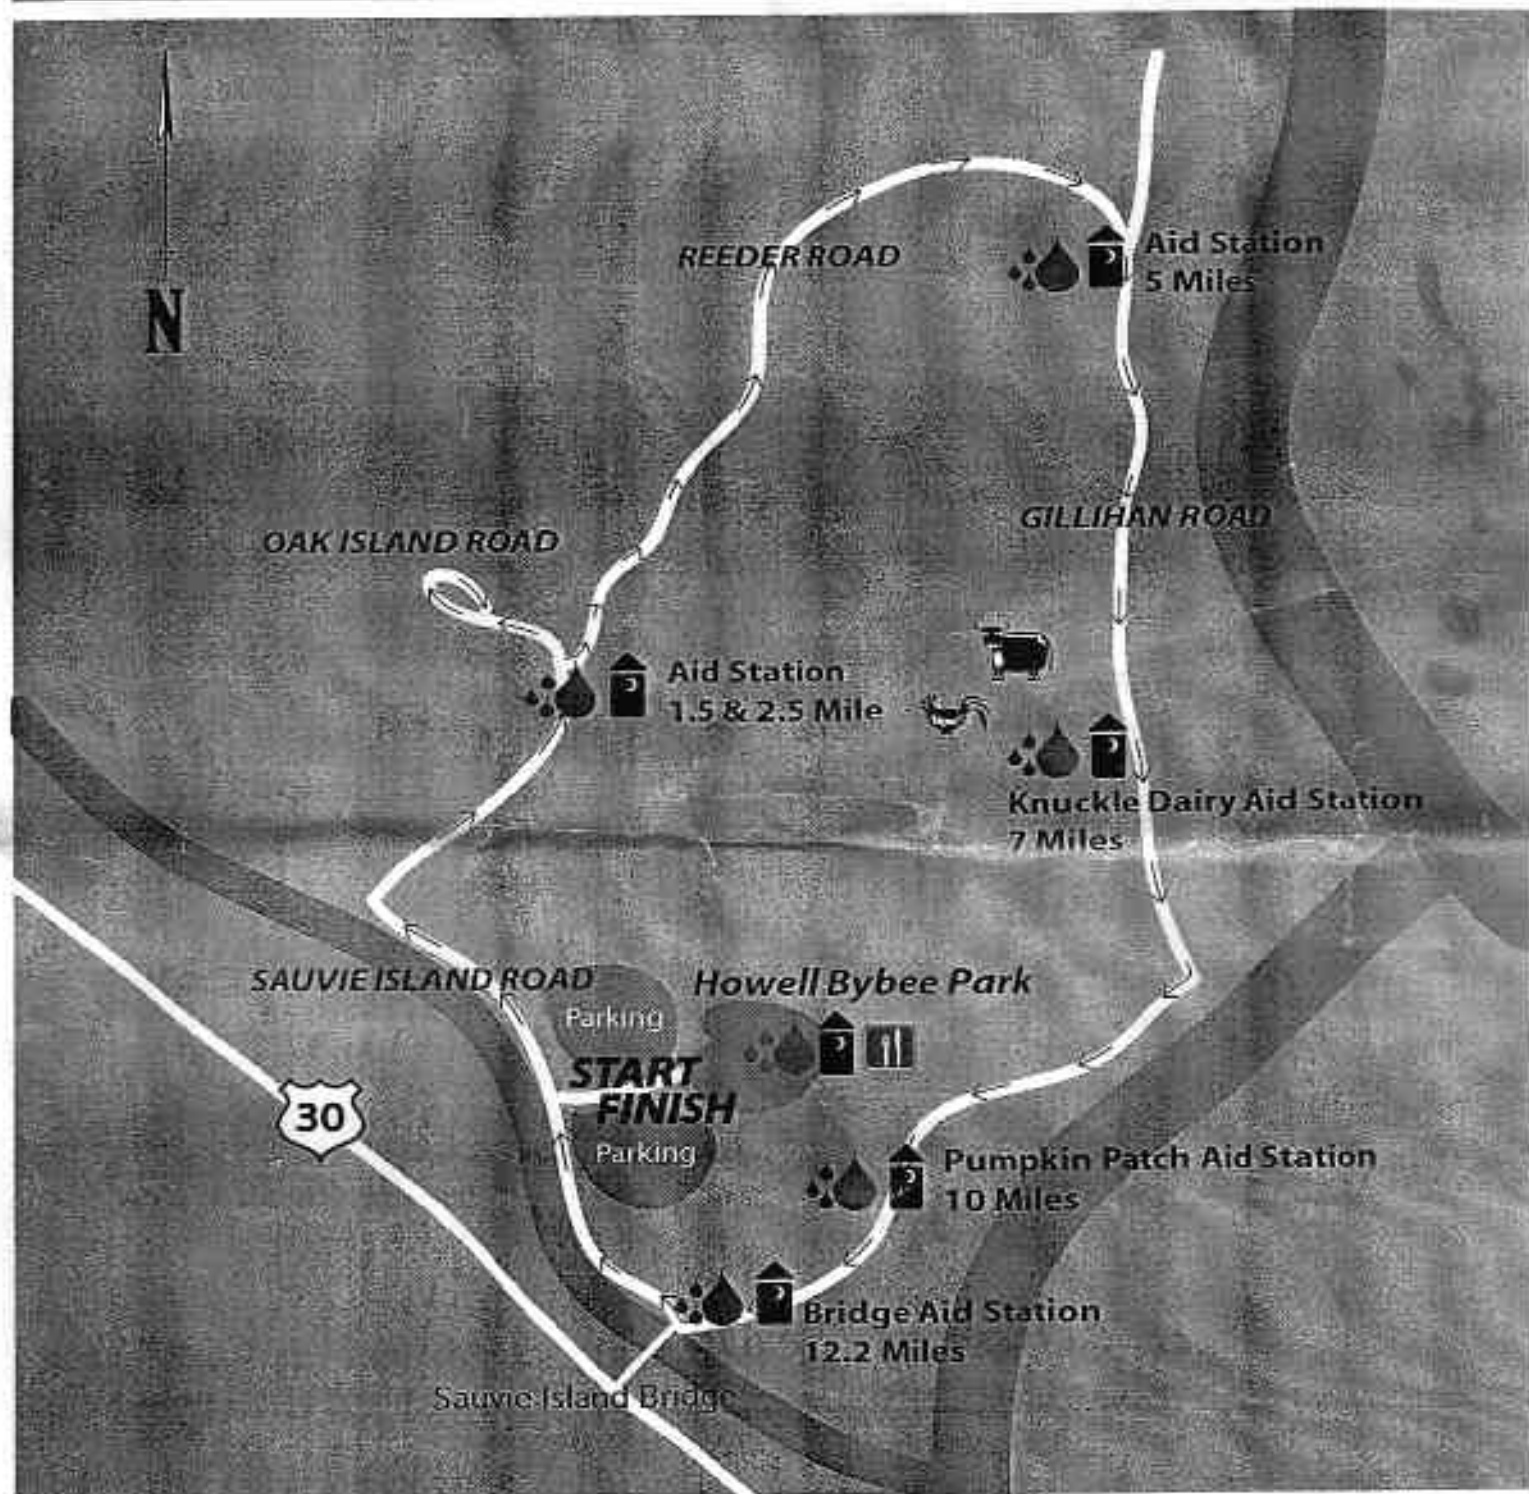 N
REEDER ROAD
Aid Station
5 Miles
OAK ISLAND ROAD
GILLIHAN ROAD
Aid Station
1.5 & 2.5 Mile
Knuckle Dairy Aid Station
7 Miles
SAUVIE ISLAND ROAD
Parking
Howell Bybee Park
START
FINISH
30
Parking
Pumpkin Patch Aid Station
10 Miles
Bridge Aid Station
12.2 Miles
Sauvie Island Bridge